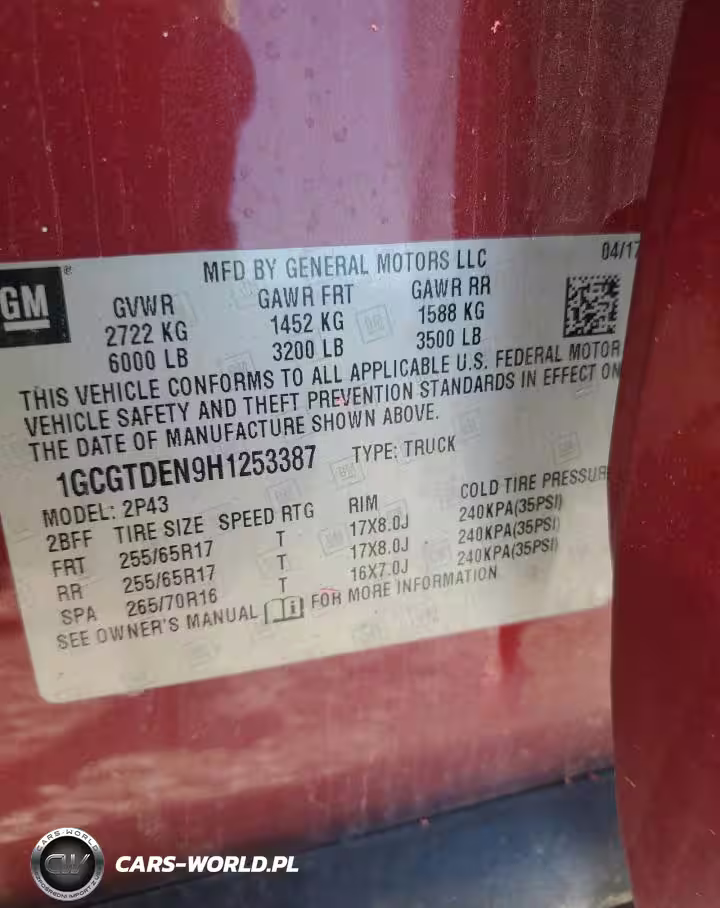 GM
®
MFD BY GENERAL MOTORS LLC
04/17
GVWR GAWR FRT GAWR RR
2722 KG 1452 KG 1588 KG
6000 LB 3200 LB 3500 LB
THIS VEHICLE CONFORMS TO ALL APPLICABLE U.S. FEDERAL MOTOR
VEHICLE SAFETY AND THEFT PREVENTION STANDARDS IN EFFECT ON
THE DATE OF MANUFACTURE SHOWN ABOVE.
1GCGTDEN9H1253387 TYPE: TRUCK
MODEL: 2P43
2BFF TIRE SIZE SPEED RTG RIM COLD TIRE PRESSURE
FRT 255/65R17 T 17X8.0J 240KPA(35PSI)
RR 255/65R17 T 17X8.0J 240KPA(35PSI)
SPA 265/70R16 T 16X7.0J 240KPA(35PSI)
SEE OWNER'S MANUAL FOR MORE INFORMATION
CARS-WORLD
CW
CARS-WORLD.PL